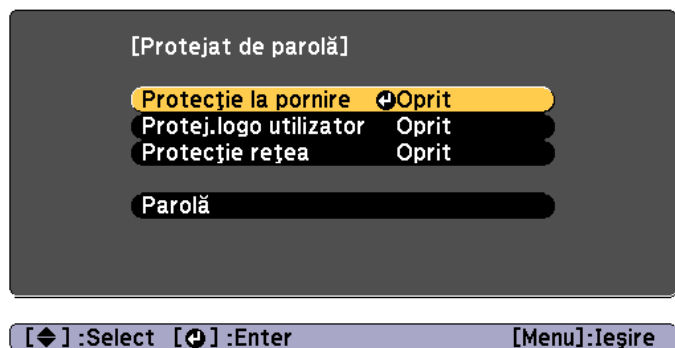 [Protejat de parolă]
Protecţie la pornire Oprit
Protej.logo utilizator Oprit
Protecţie reţea Oprit
Parolă
[ ] :Select [ ] :Enter [Menu]:Ieşire